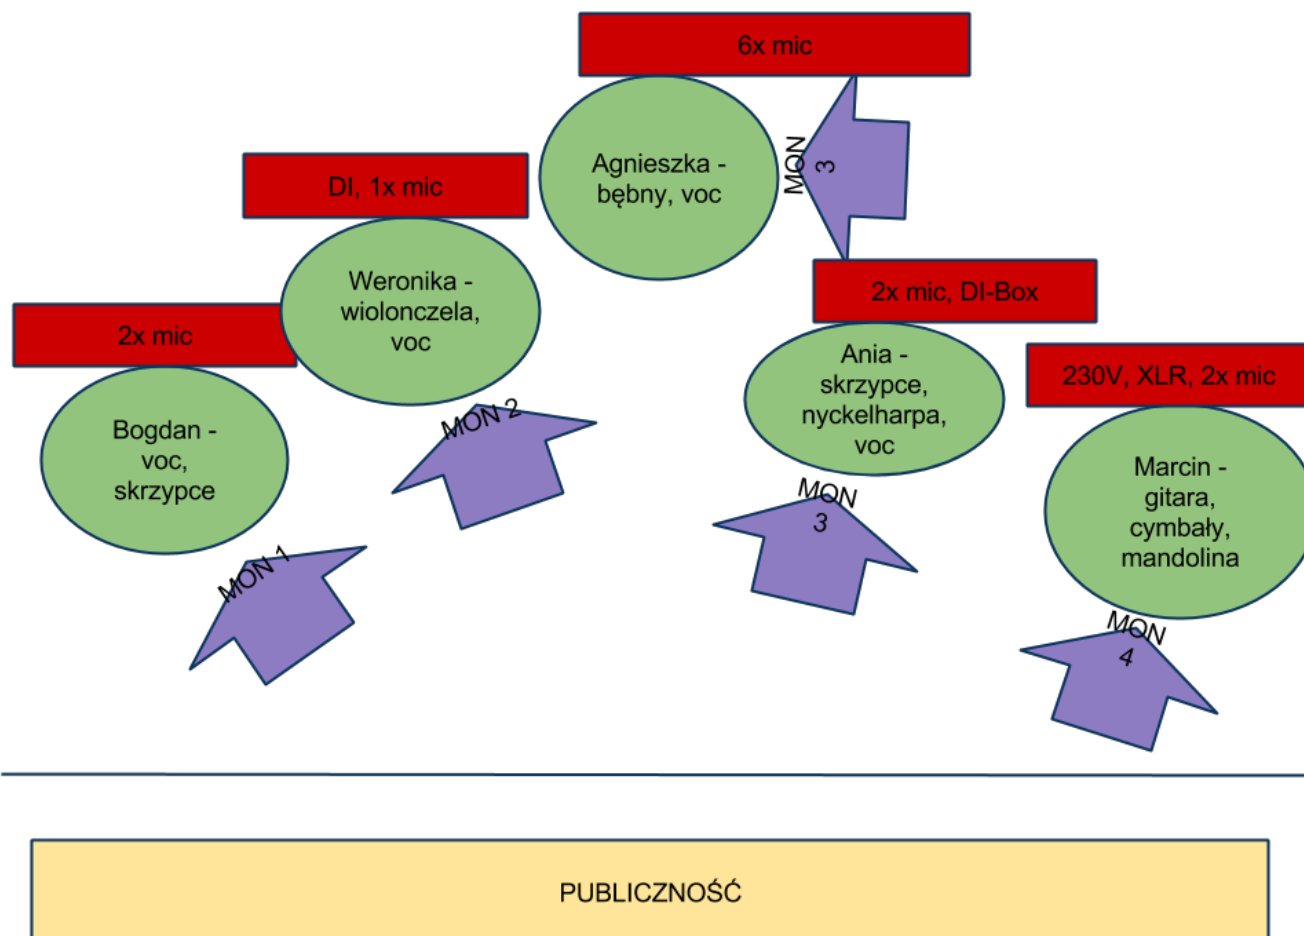 6x mic
Agnieszka -
bębny, voc
MON
3
DI, 1x mic
Weronika -
wiolonczela,
voc
MON 2
2x mic
Bogdan -
voc,
skrzypce
MON 1
2x mic, DI-Box
Ania -
skrzypce,
nyckelharpa,
voc
MON
3
230V, XLR, 2x mic
Marcin -
gitara,
cymbały,
mandolina
MON
4
PUBLICZNOŚĆ